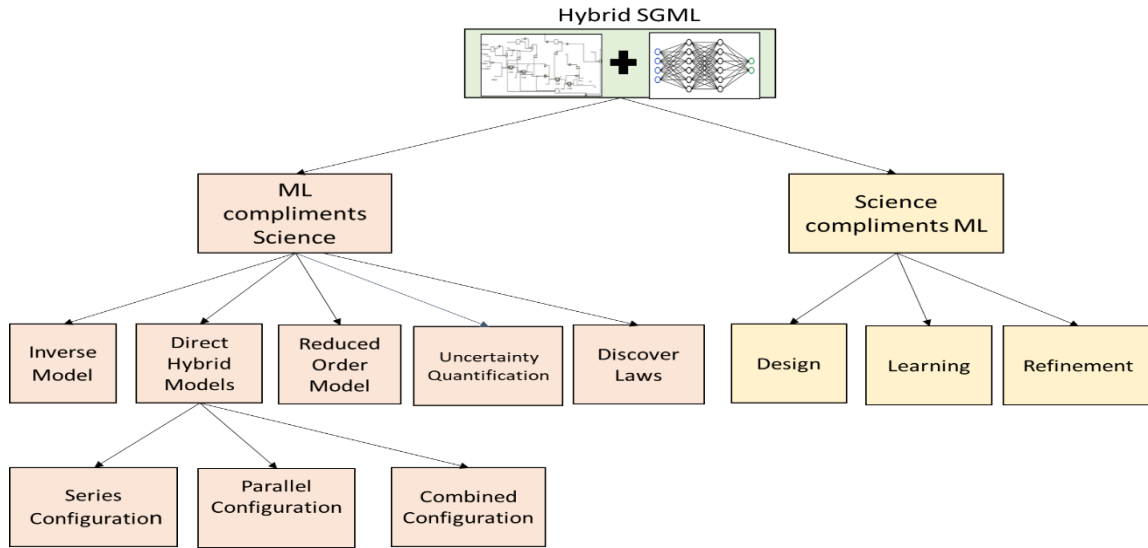 Hybrid SGML
ML
compliments
Science
Science
compliments ML
Inverse
Model
Direct
Hybrid
Models
Reduced
Order
Model
Uncertainty
Quantification
Discover
Laws
Design
Learning
Refinement
Series
Configuration
Parallel
Configuration
Combined
Configuration